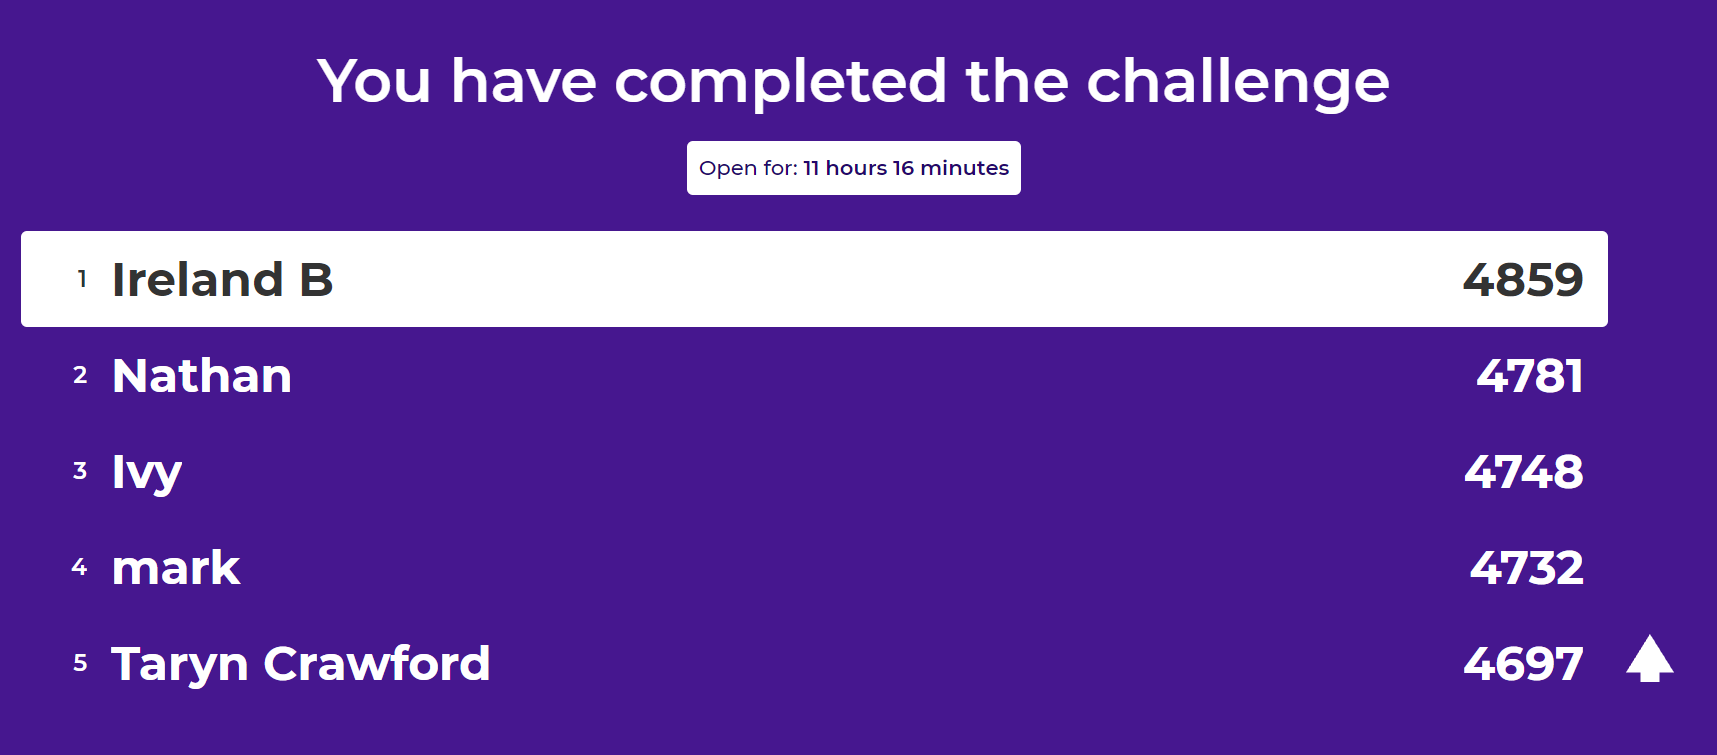 You have completed the challenge
Open for: 11 hours 16 minutes
1 Ireland B 4859
2 Nathan 4781
3 Ivy 4748
4 mark 4732
5 Taryn Crawford 4697